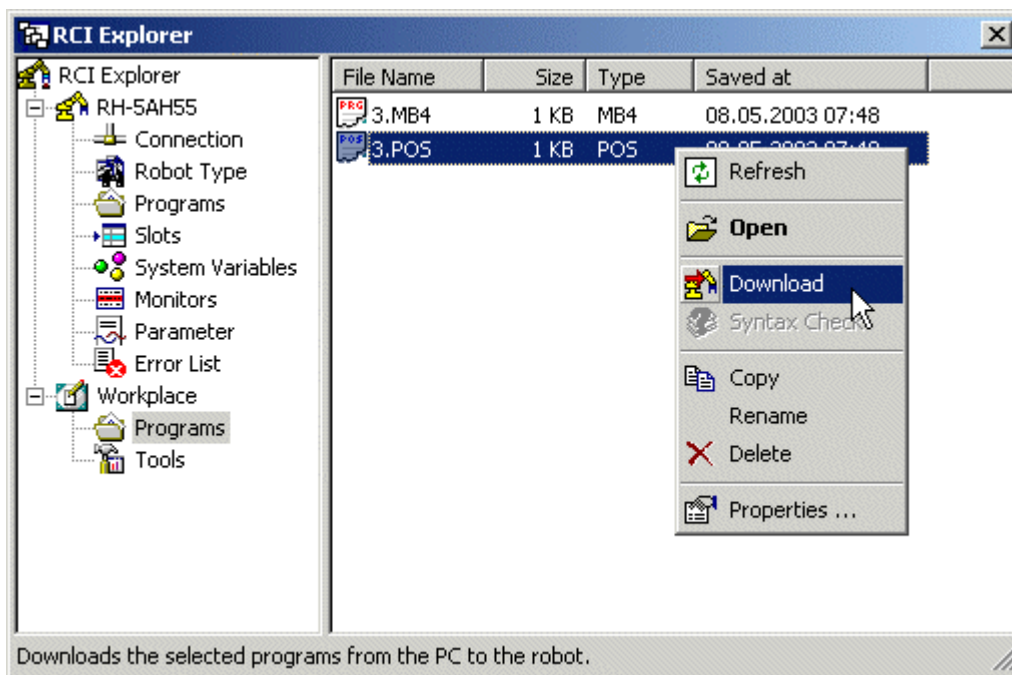 RCI Explorer
RCI Explorer
RH-5AH55
Connection
Robot Type
Programs
Slots
System Variables
Monitors
Parameter
Error List
Workplace
Programs
Tools
File Name Size Type Saved at
PRG 3.MB4 1 KB MB4 08.05.2003 07:48
POS 3.POS 1 KB POS
Refresh
Open
Download
Syntax Check
Copy
Rename
Delete
Properties ...
Downloads the selected programs from the PC to the robot.